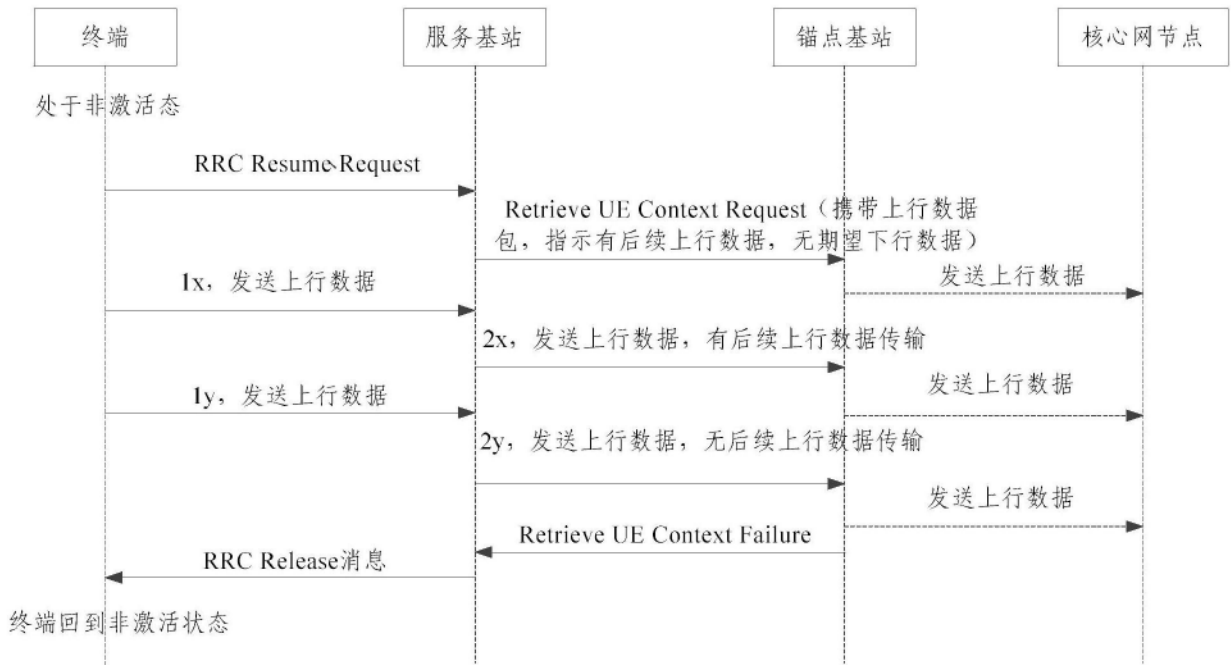 终端
服务基站
锚点基站
核心网节点
处于非激活态
RRC Resume Request
Retrieve UE Context Request（携带上行数据
包，指示有后续上行数据，无期望下行数据）
发送上行数据
1x，发送上行数据
2x，发送上行数据，有后续上行数据传输
发送上行数据
1y，发送上行数据
2y，发送上行数据，无后续上行数据传输
发送上行数据
Retrieve UE Context Failure
RRC Release消息
终端回到非激活状态